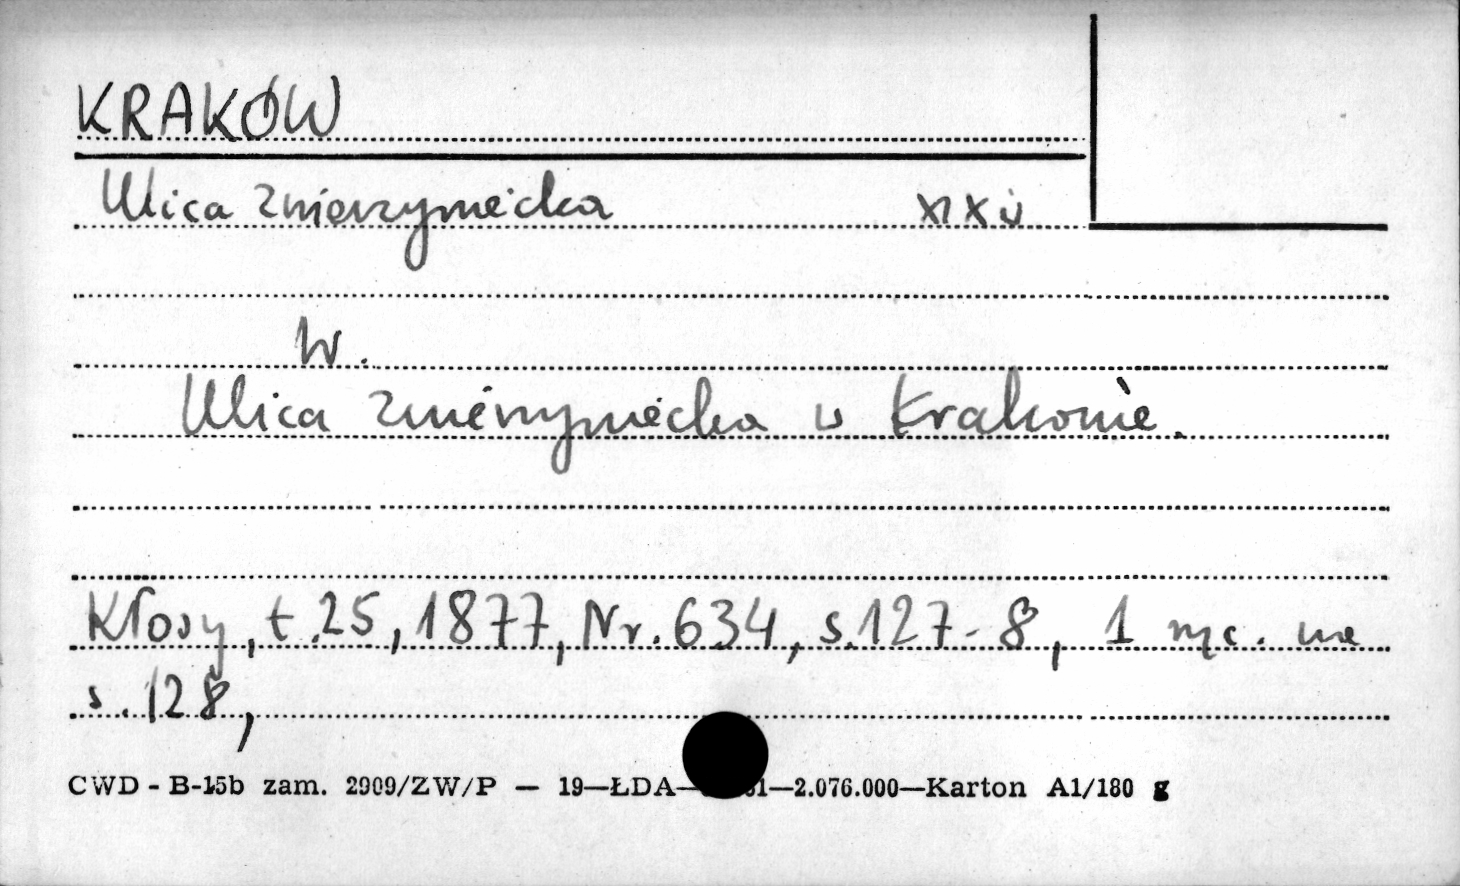 KRAKÓW
Ulica Zwierzyniecka XIX w
W.
Ulica Zwierzyniecka w Krakowie.
Kłosy, t.25, 1877, Nr. 634, s.127-8, 1 ryc. na
s. 128,
CWD - B-15b zam. 2909/ZW/P — 19—ŁDA— 1—2.076.000—Karton A1/180 g